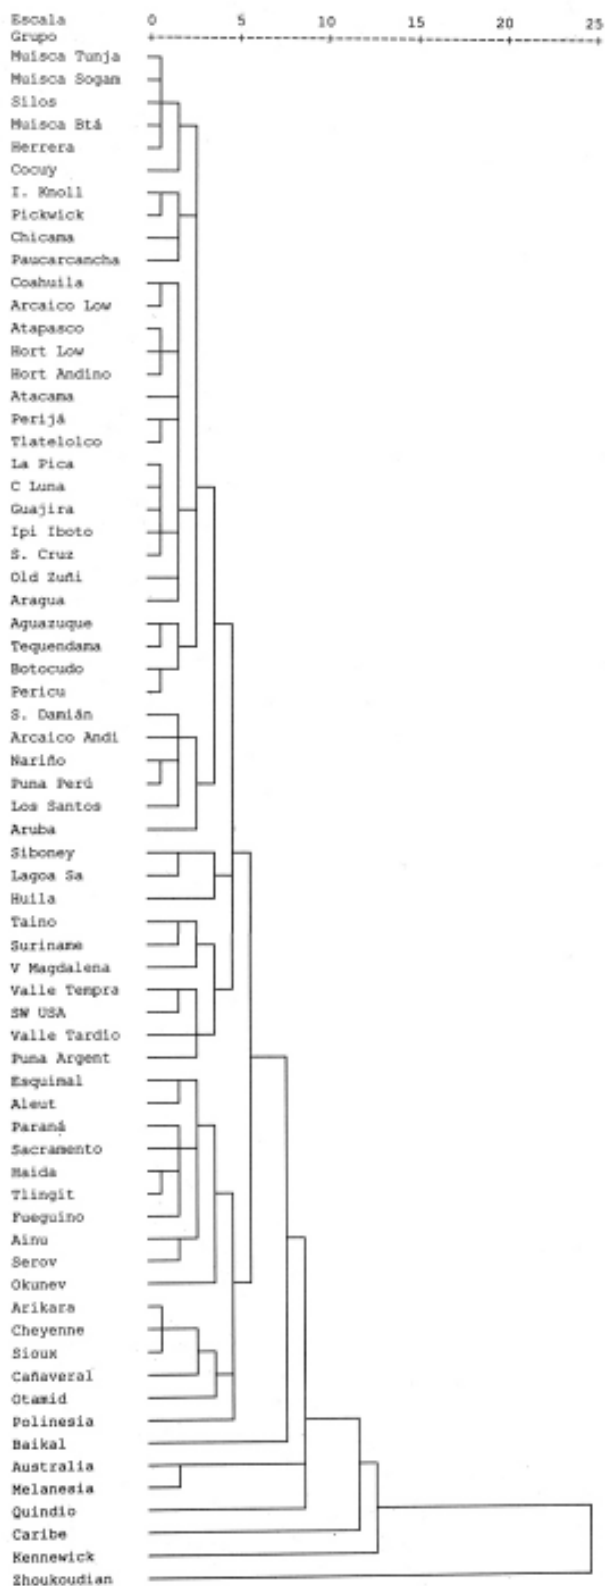 Escala 0 5 10 15 20 25
Grupo
Muisca Tunja
Muisca Sogam
Silos
Muisca Btá
Herrera
Cocuy
I. Knoll
Pickwick
Chicama
Paucarcancha
Coahuila
Arcaico Low
Atapasco
Hort Low
Hort Andino
Atacama
Perijá
Tlatelolco
La Pica
C Luna
Guajira
Ipi Iboto
S. Cruz
Old Zuñi
Aragua
Aguazuque
Tequendama
Botocudo
Pericu
S. Damián
Arcaico Andi
Nariño
Puna Perú
Los Santos
Aruba
Siboney
Lagoa Sa
Huila
Taino
Suriname
V Magdalena
Valle Tempra
SW USA
Valle Tardio
Puna Argent
Esquimal
Aleut
Paraná
Sacramento
Haida
Tlingit
Fueguino
Ainu
Serov
Okunev
Arikara
Cheyenne
Sioux
Cañaveral
Otamid
Polinesia
Baikal
Australia
Melanesia
Quindio
Caribe
Kennewick
Zhoukoudian